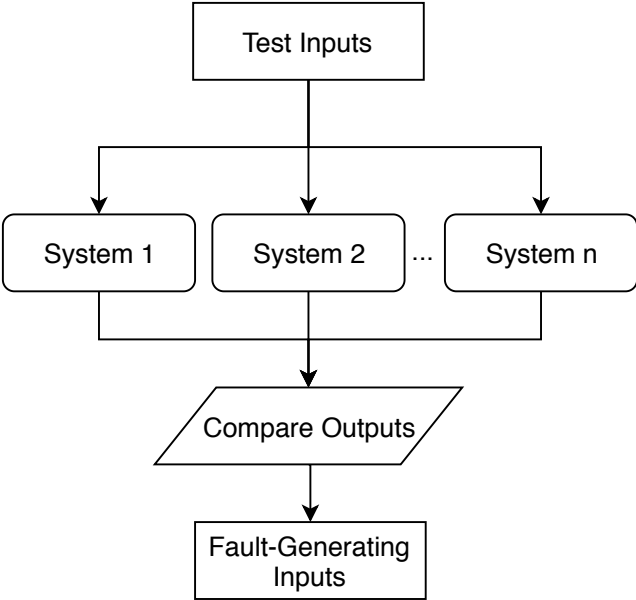 Test Inputs
System 1
System 2
...
System n
Compare Outputs
Fault-Generating
Inputs